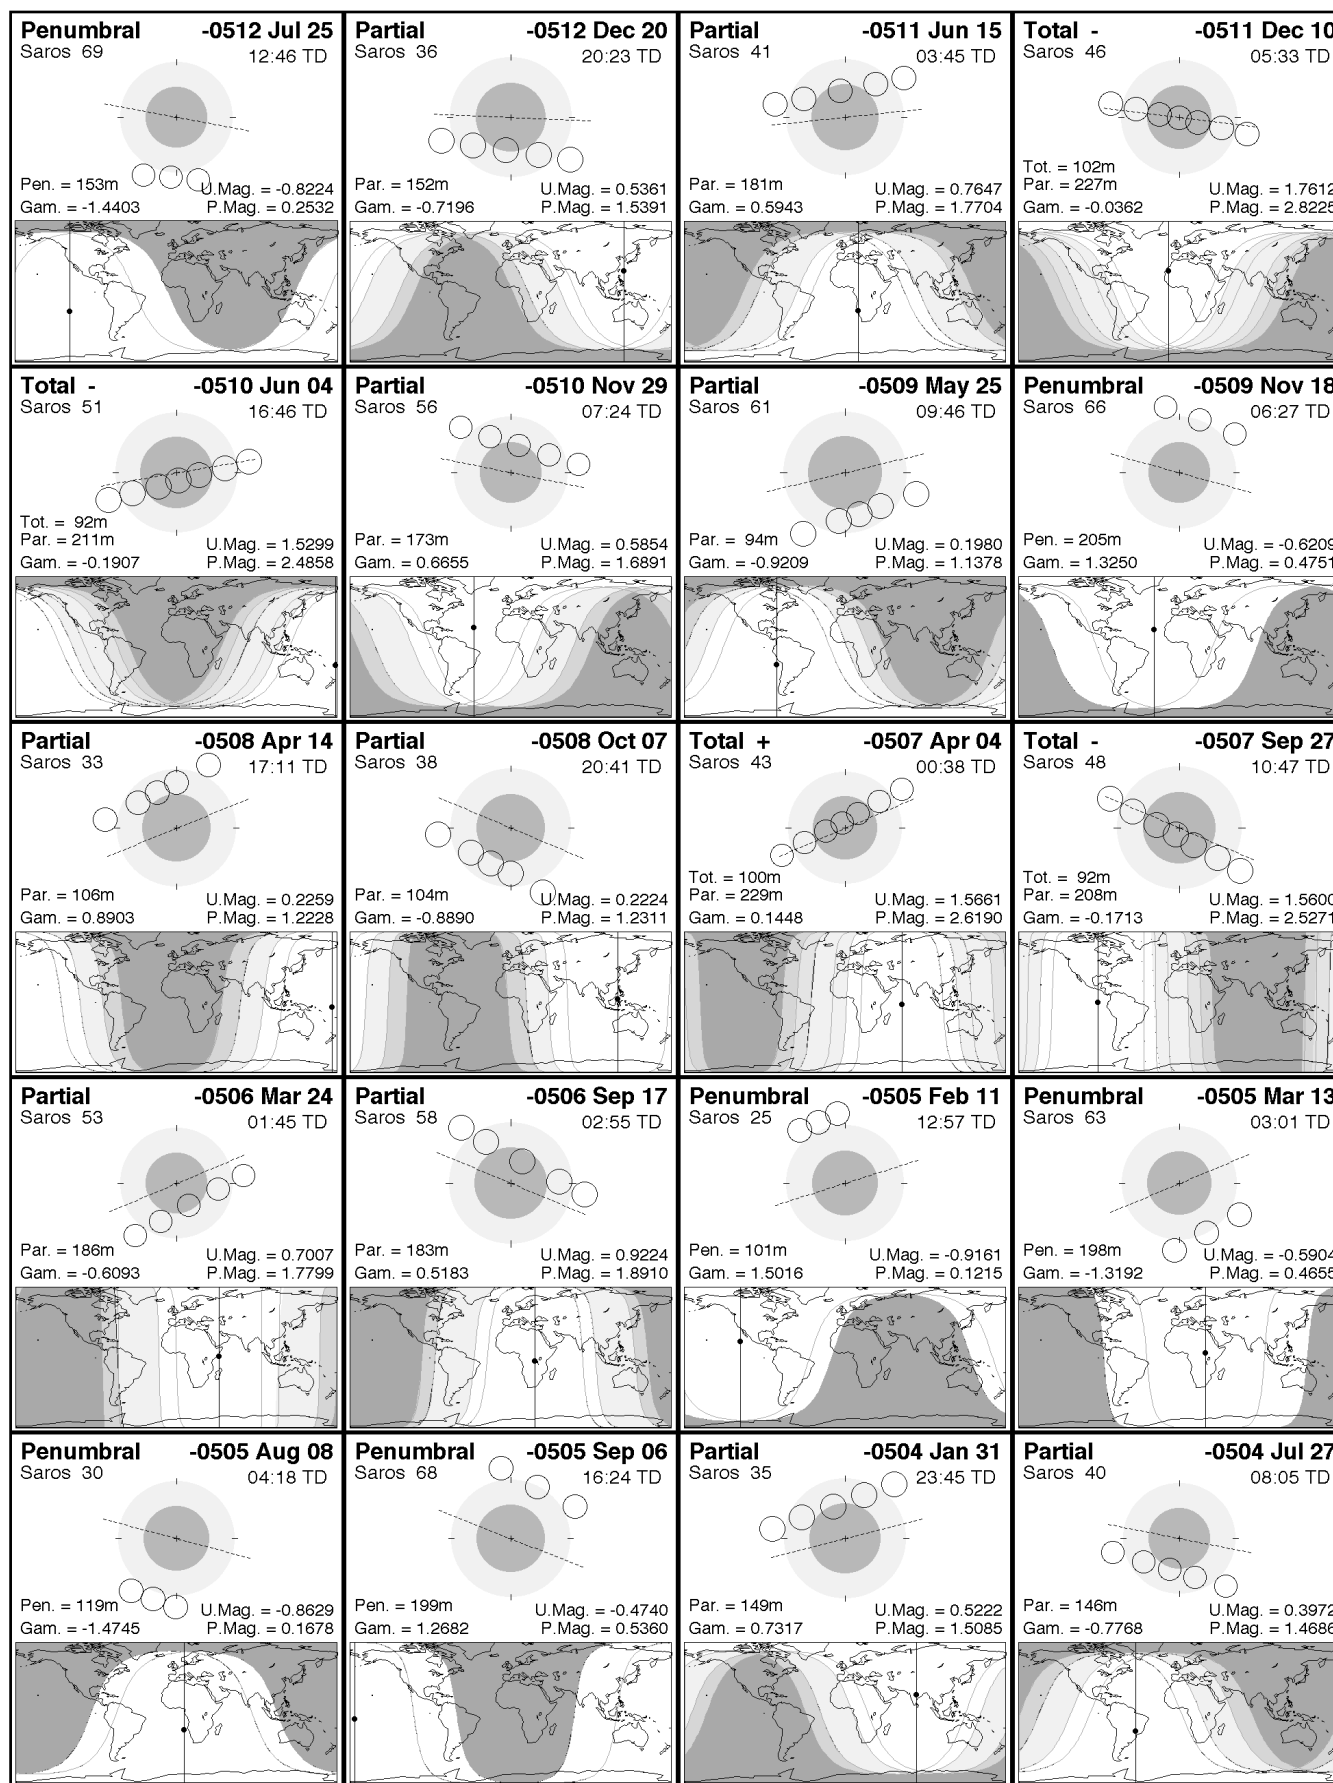 Penumbral -0512 Jul 25
Saros 69 12:46 TD
Pen. = 153m U.Mag. = -0.8224
Gam. = -1.4403 P.Mag. = 0.2532
Partial -0512 Dec 20
Saros 36 20:23 TD
Par. = 152m U.Mag. = 0.5361
Gam. = -0.7196 P.Mag. = 1.5391
Partial -0511 Jun 15
Saros 41 03:45 TD
Par. = 181m U.Mag. = 0.7647
Gam. = 0.5943 P.Mag. = 1.7704
Total - -0511 Dec 10
Saros 46 05:33 TD
Tot. = 102m
Par. = 227m U.Mag. = 1.7612
Gam. = -0.0362 P.Mag. = 2.8225
Total - -0510 Jun 04
Saros 51 16:46 TD
Tot. = 92m
Par. = 211m U.Mag. = 1.5299
Gam. = -0.1907 P.Mag. = 2.4858
Partial -0510 Nov 29
Saros 56 07:24 TD
Par. = 173m U.Mag. = 0.5854
Gam. = 0.6655 P.Mag. = 1.6891
Partial -0509 May 25
Saros 61 09:46 TD
Par. = 94m U.Mag. = 0.1980
Gam. = -0.9209 P.Mag. = 1.1378
Penumbral -0509 Nov 18
Saros 66 06:27 TD
Pen. = 205m U.Mag. = -0.6209
Gam. = 1.3250 P.Mag. = 0.4751
Partial -0508 Apr 14
Saros 33 17:11 TD
Par. = 106m U.Mag. = 0.2259
Gam. = 0.8903 P.Mag. = 1.2228
Partial -0508 Oct 07
Saros 38 20:41 TD
Par. = 104m U.Mag. = 0.2224
Gam. = -0.8890 P.Mag. = 1.2311
Total + -0507 Apr 04
Saros 43 00:38 TD
Tot. = 100m
Par. = 229m U.Mag. = 1.5661
Gam. = 0.1448 P.Mag. = 2.6190
Total - -0507 Sep 27
Saros 48 10:47 TD
Tot. = 92m
Par. = 208m U.Mag. = 1.5600
Gam. = -0.1713 P.Mag. = 2.5271
Partial -0506 Mar 24
Saros 53 01:45 TD
Par. = 186m U.Mag. = 0.7007
Gam. = -0.6093 P.Mag. = 1.7799
Partial -0506 Sep 17
Saros 58 02:55 TD
Par. = 183m U.Mag. = 0.9224
Gam. = 0.5183 P.Mag. = 1.8910
Penumbral -0505 Feb 11
Saros 25 12:57 TD
Pen. = 101m U.Mag. = -0.9161
Gam. = 1.5016 P.Mag. = 0.1215
Penumbral -0505 Mar 13
Saros 63 03:01 TD
Pen. = 198m U.Mag. = -0.5904
Gam. = -1.3192 P.Mag. = 0.4655
Penumbral -0505 Aug 08
Saros 30 04:18 TD
Pen. = 119m U.Mag. = -0.8629
Gam. = -1.4745 P.Mag. = 0.1678
Penumbral -0505 Sep 06
Saros 68 16:24 TD
Pen. = 199m U.Mag. = -0.4740
Gam. = 1.2682 P.Mag. = 0.5360
Partial -0504 Jan 31
Saros 35 23:45 TD
Par. = 149m U.Mag. = 0.5222
Gam. = 0.7317 P.Mag. = 1.5085
Partial -0504 Jul 27
Saros 40 08:05 TD
Par. = 146m U.Mag. = 0.3972
Gam. = -0.7768 P.Mag. = 1.4686